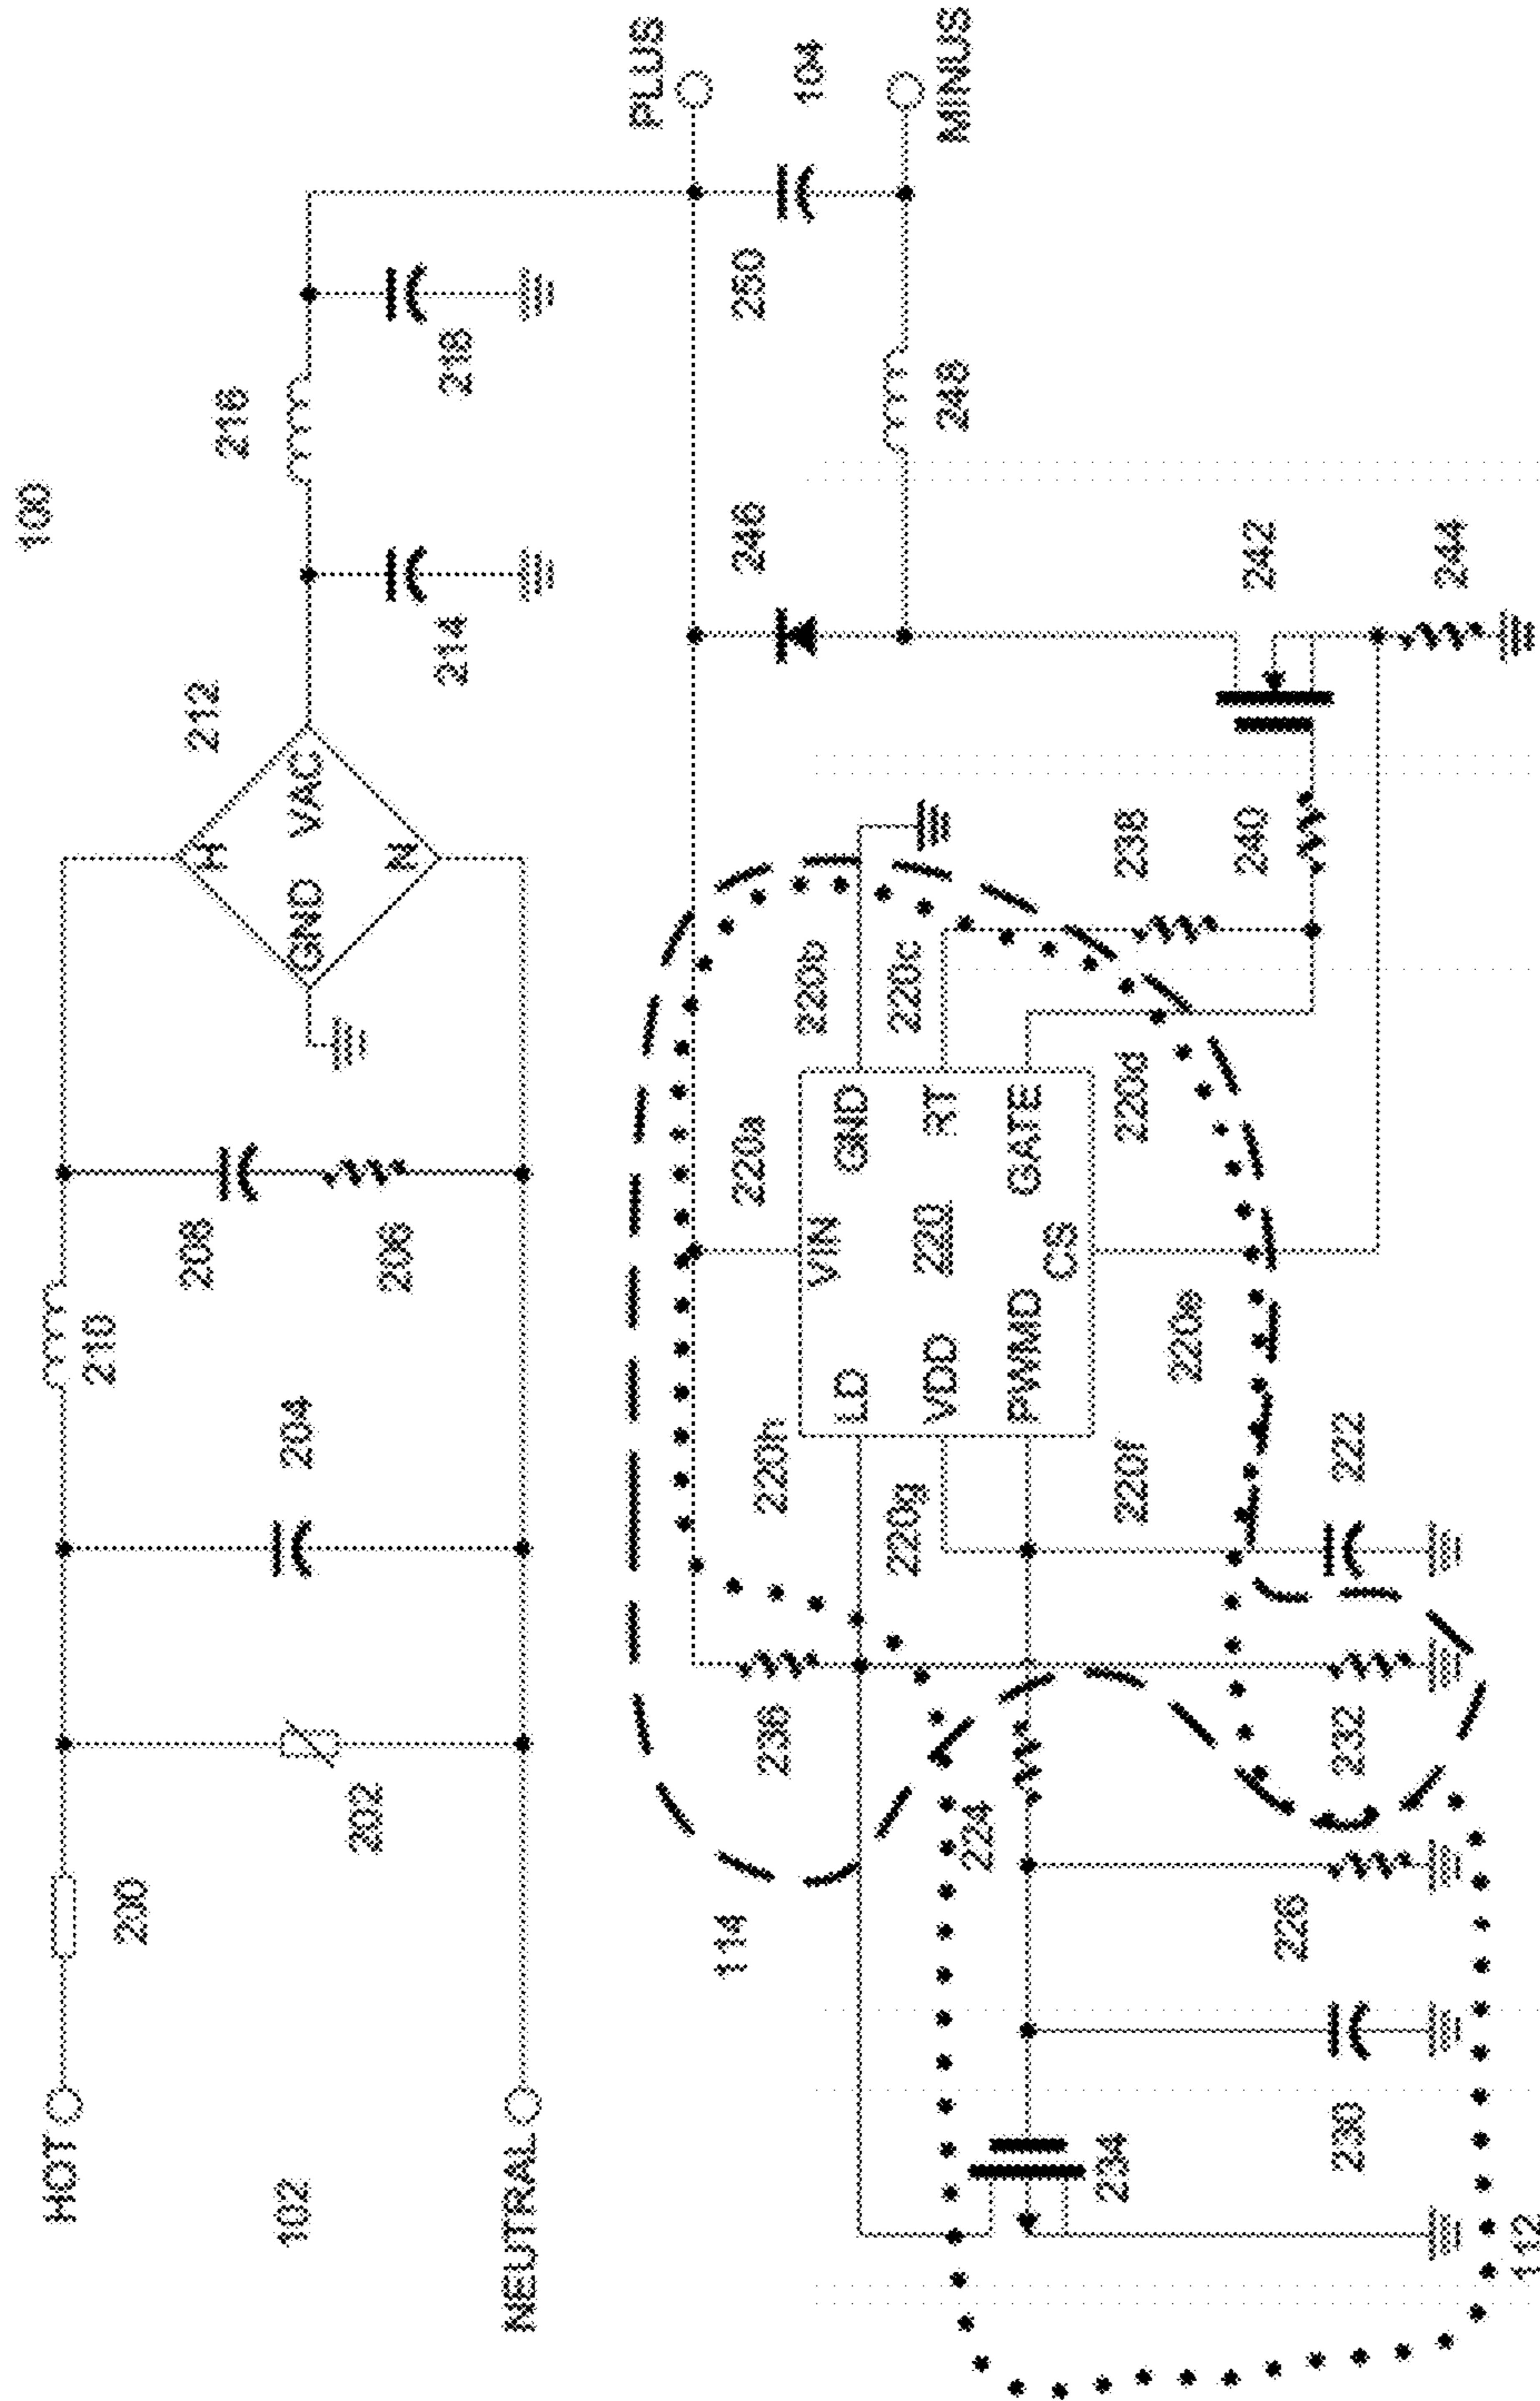 100
HOT
102
NEUTRAL
200
202
204
210
208
206
212
H
GND VAC
N
214
216
218
PLUS
104
MINUS
250
248
246
242
244
240
238
220a
220b
220c
220d
220e
220f
220g
220h
VIN
GND
LD
220
RT
VDD
GATE
PWMD
CS
222
232
236
224
226
230
234
114
112